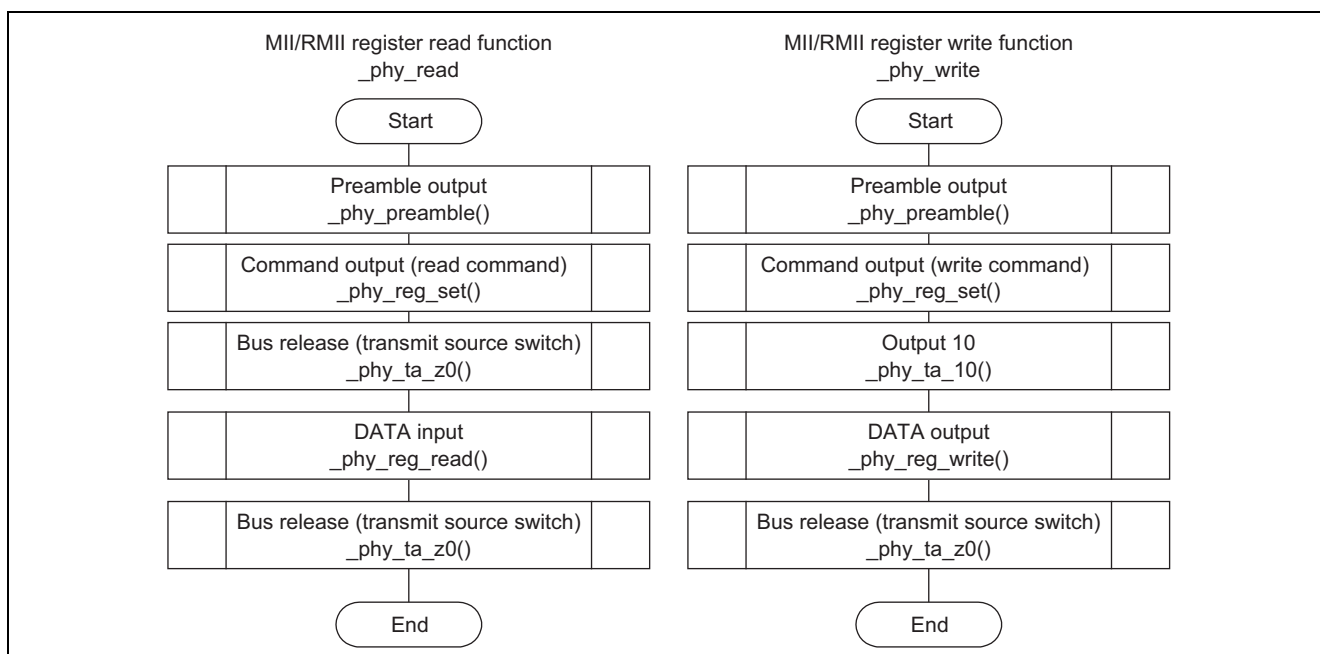 MII/RMII register read function
_phy_read
Start
Preamble output
_phy_preamble()
Command output (read command)
_phy_reg_set()
Bus release (transmit source switch)
_phy_ta_z0()
DATA input
_phy_reg_read()
Bus release (transmit source switch)
_phy_ta_z0()
End
MII/RMII register write function
_phy_write
Start
Preamble output
_phy_preamble()
Command output (write command)
_phy_reg_set()
Output 10
_phy_ta_10()
DATA output
_phy_reg_write()
Bus release (transmit source switch)
_phy_ta_z0()
End